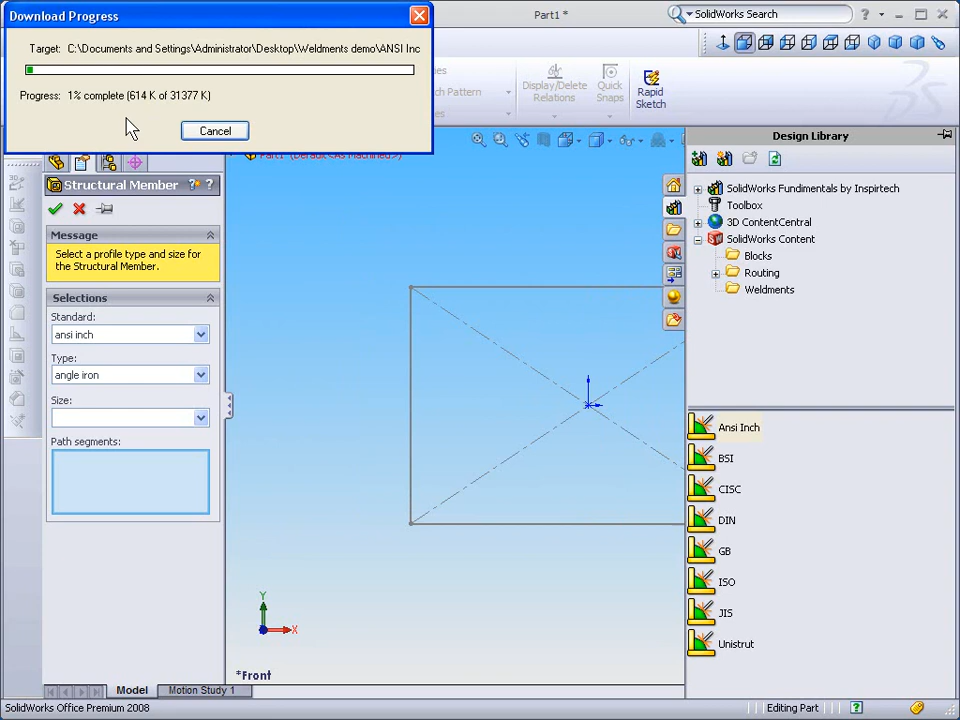 Download Progress
Target: C:\Documents and Settings\Administrator\Desktop\Weldments demo\ANSI Inc
Progress: 1% complete (614 K of 31377 K)
Cancel
Part1 *
SolidWorks Search
?
Display/Delete
Relations
Quick
Snaps
Rapid
Sketch
ch Pattern
Structural Member
Message
Select a profile type and size for
the Structural Member.
Selections
Standard:
ansi inch
Type:
angle iron
Size:
Path segments:
Y
X
*Front
Design Library
SolidWorks Fundimentals by Inspirtech
Toolbox
3D ContentCentral
SolidWorks Content
Blocks
Routing
Weldments
Ansi Inch
BSI
CISC
DIN
GB
ISO
JIS
Unistrut
Model
Motion Study 1
SolidWorks Office Premium 2008
Editing Part
?